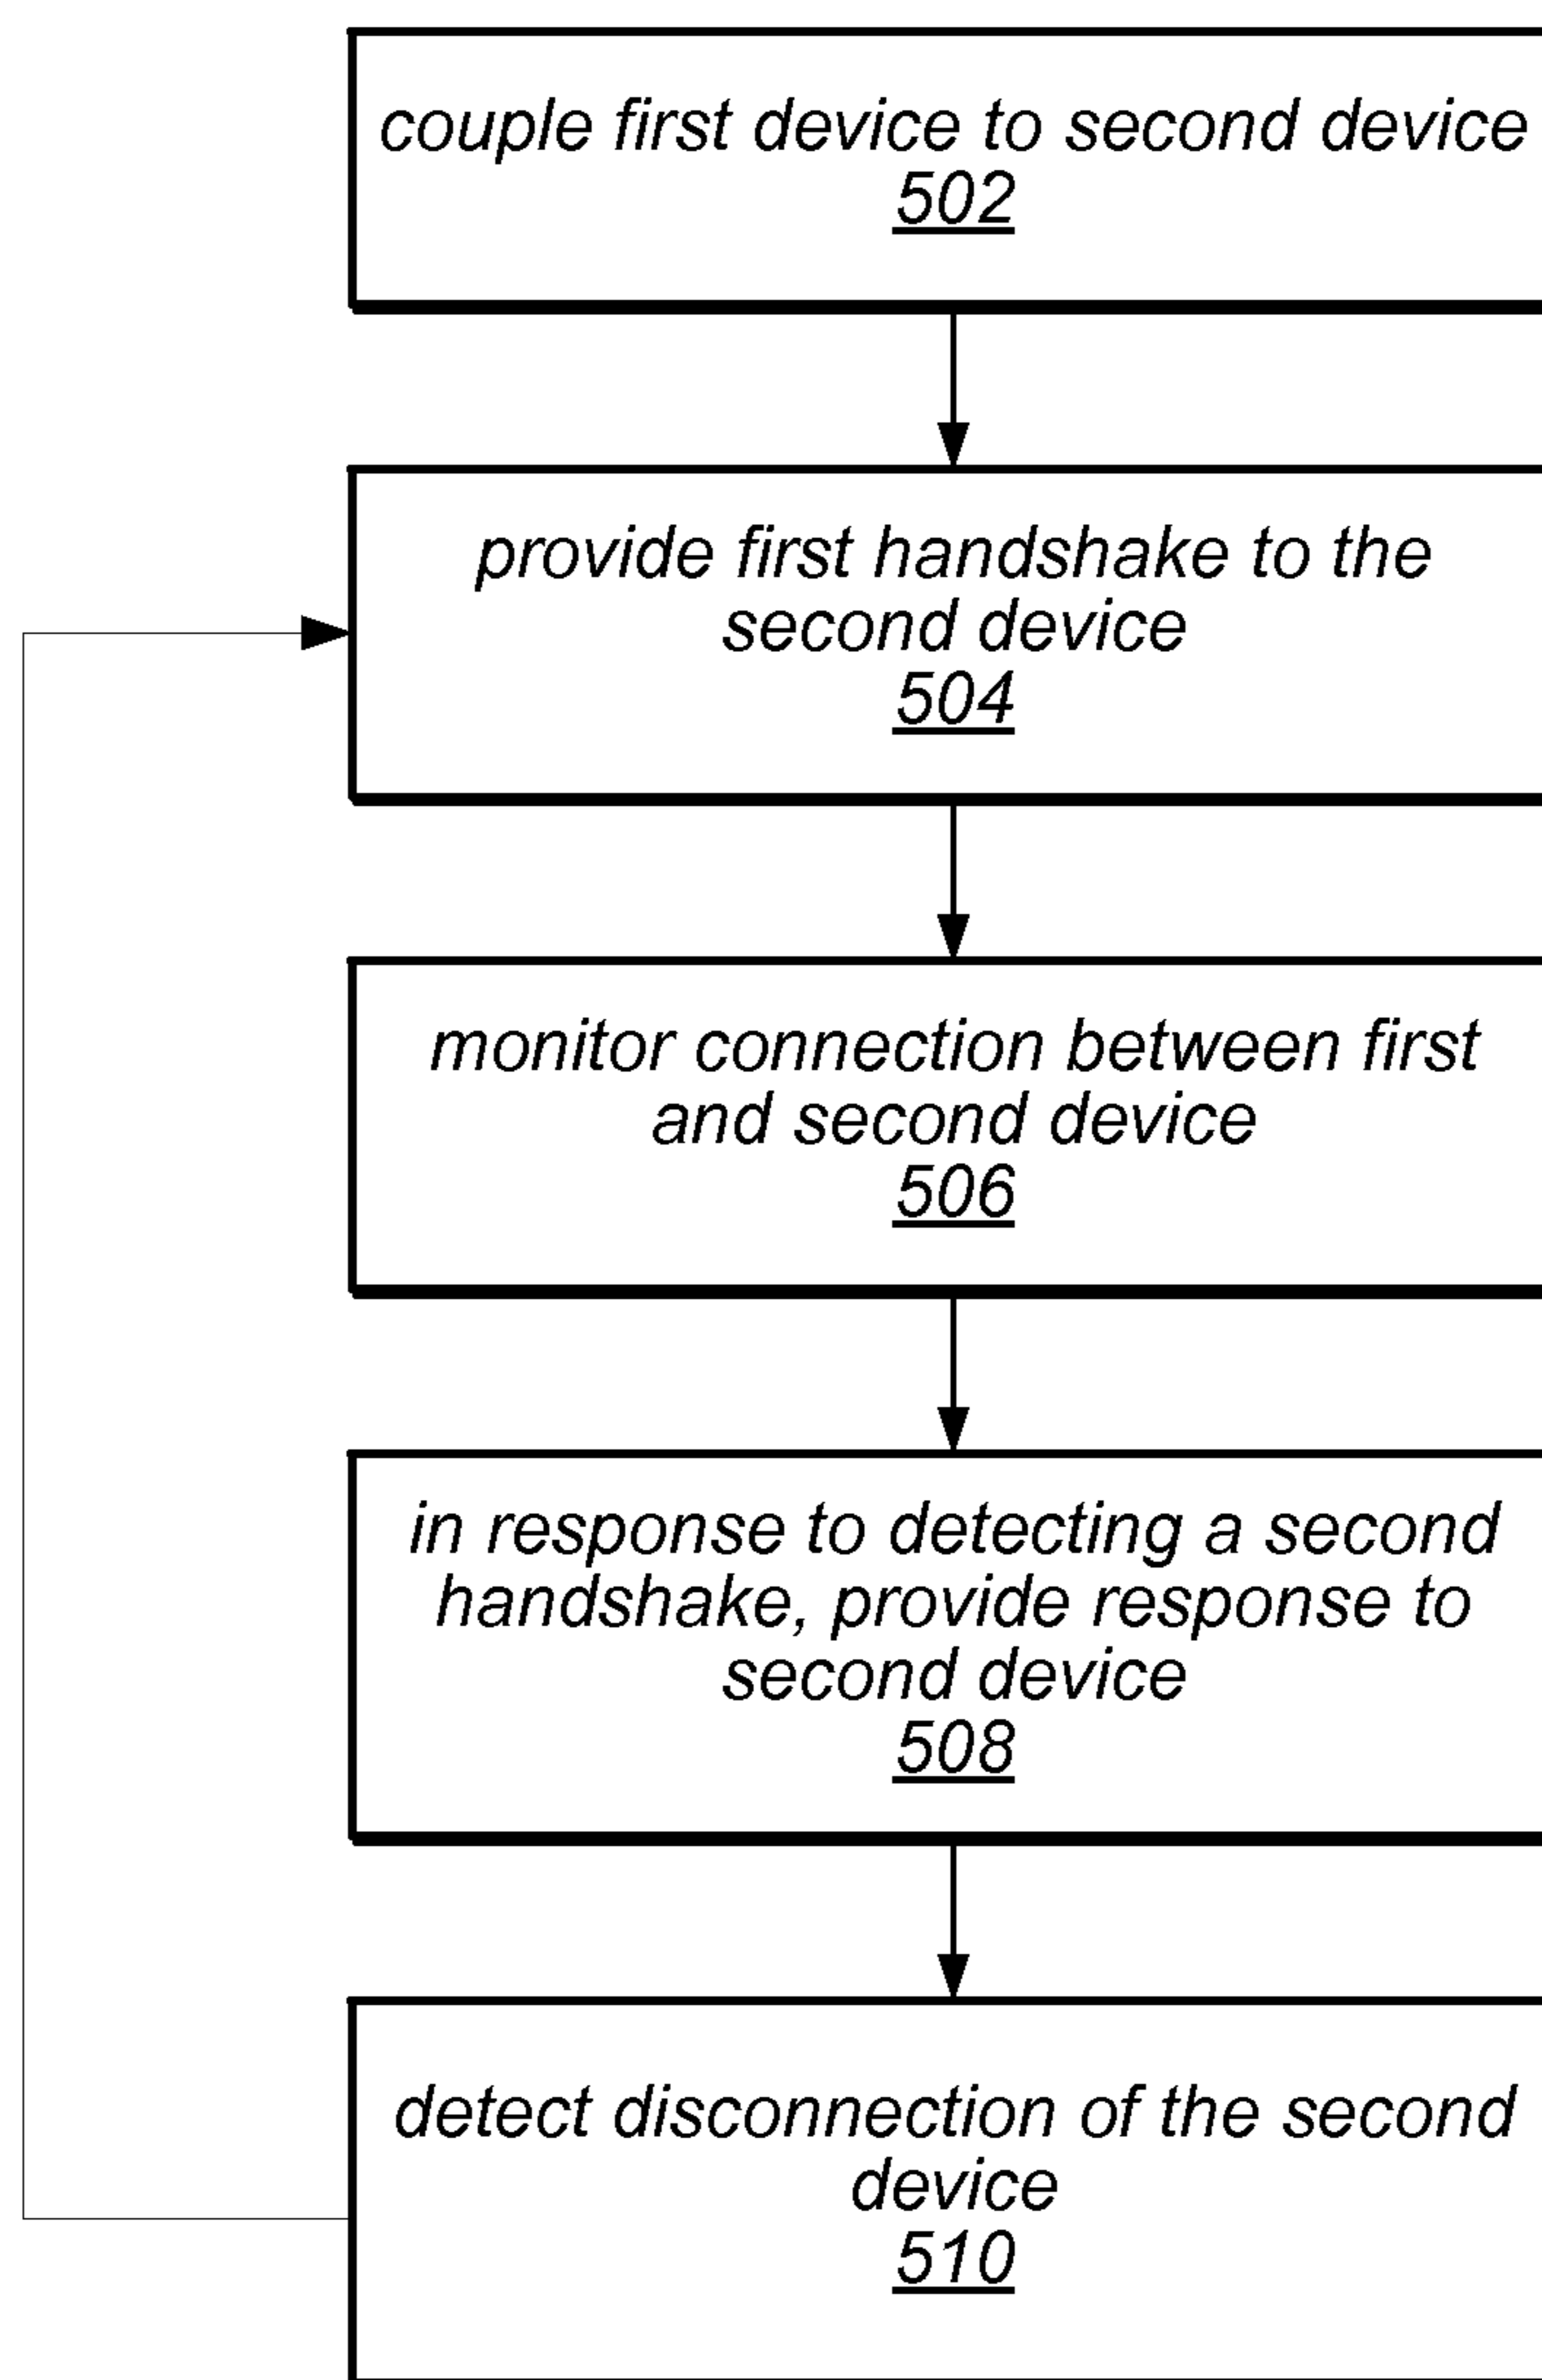 couple first device to second device
502
provide first handshake to the
second device
504
monitor connection between first
and second device
506
in response to detecting a second
handshake, provide response to
second device
508
detect disconnection of the second
device
510